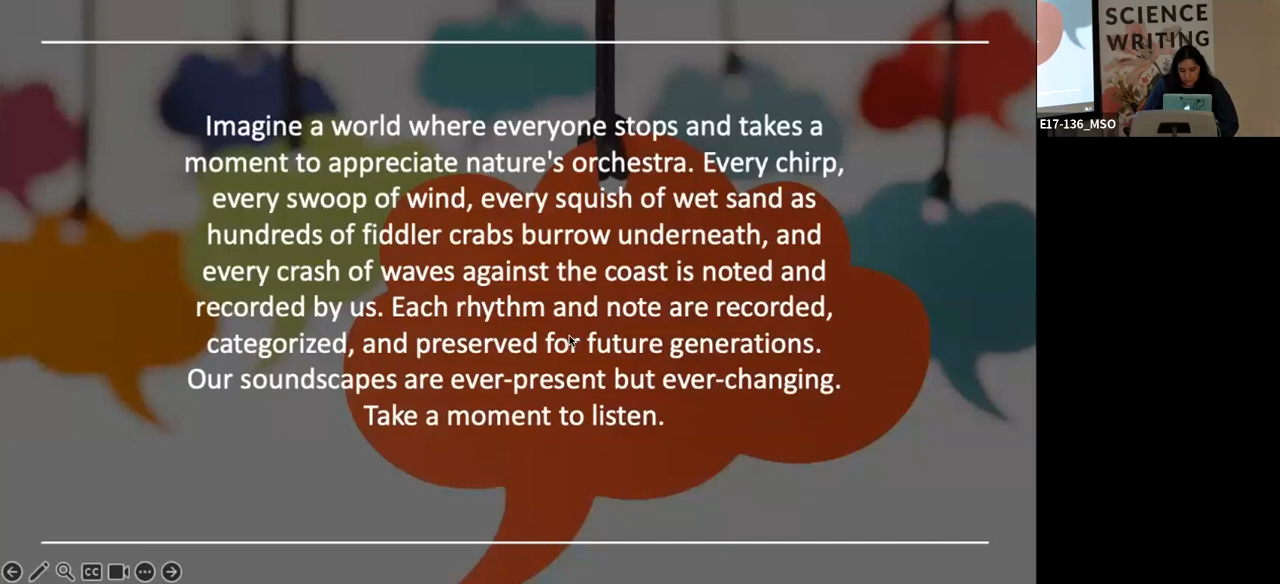 Imagine a world where everyone stops and takes a
moment to appreciate nature's orchestra. Every chirp,
every swoop of wind, every squish of wet sand as
hundreds of fiddler crabs burrow underneath, and
every crash of waves against the coast is noted and
recorded by us. Each rhythm and note are recorded,
categorized, and preserved for future generations.
Our soundscapes are ever-present but ever-changing.
Take a moment to listen.
CC
SCIENCE
WRITING
E17-136_MSO